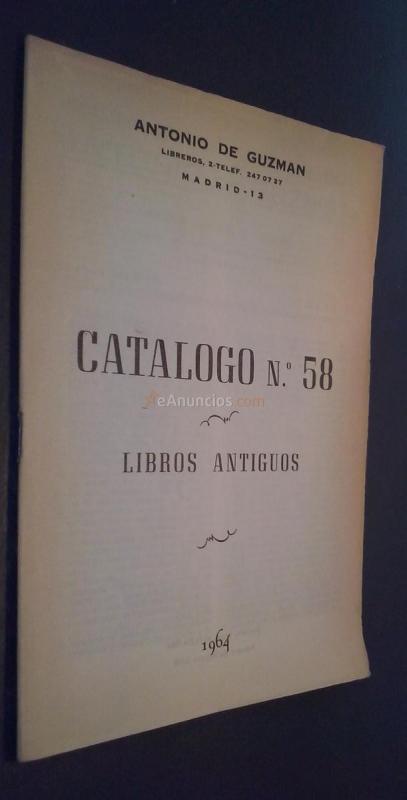 ANTONIO DE GUZMAN
LIBREROS, 2-TELEF. 247 07 27
MADRID-13
CATALOGO N.º 58
eAnuncios.com
LIBROS ANTIGUOS
1964